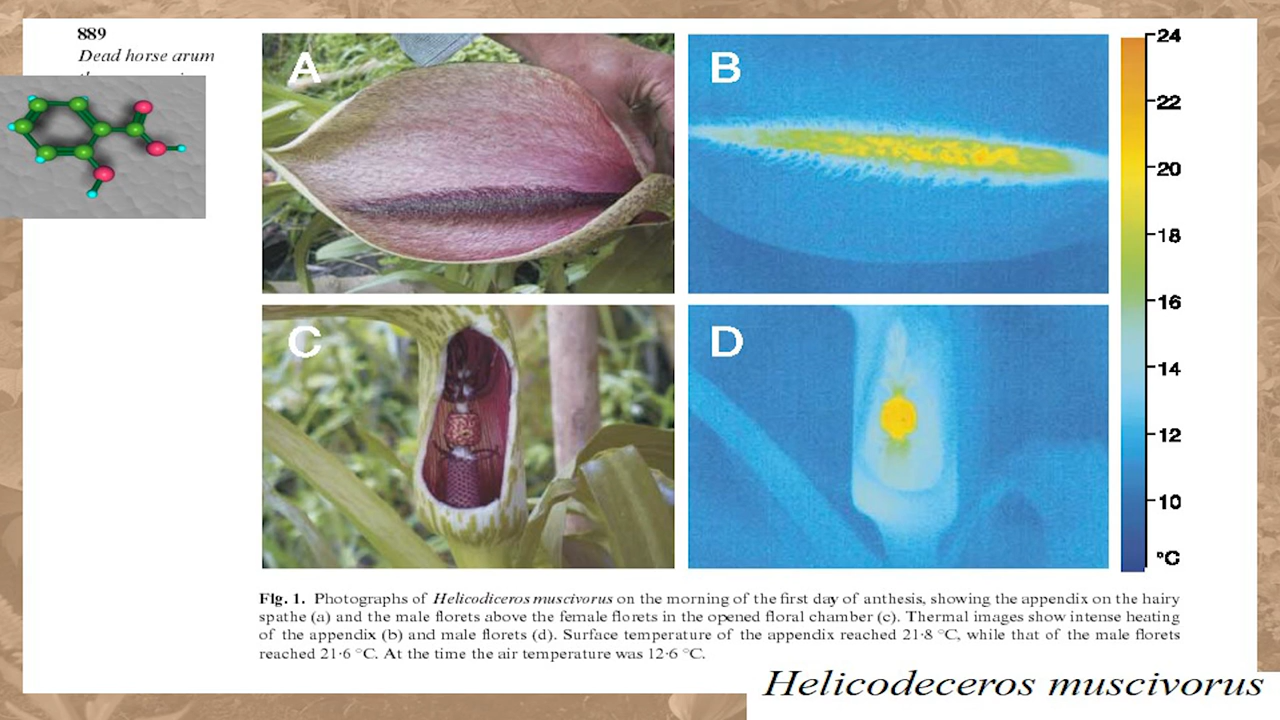 889
Dead horse arum
A
B
C
D
24
22
20
18
16
14
12
10
°C
Fig. 1. Photographs of Helicodiceros muscivorus on the morning of the first day of anthesis, showing the appendix on the hairy
spathe (a) and the male florets above the female florets in the opened floral chamber (c). Thermal images show intense heating
of the appendix (b) and male florets (d). Surface temperature of the appendix reached 21·8 °C, while that of the male florets
reached 21·6 °C. At the time the air temperature was 12·6 °C.
Helicodeceros muscivorus